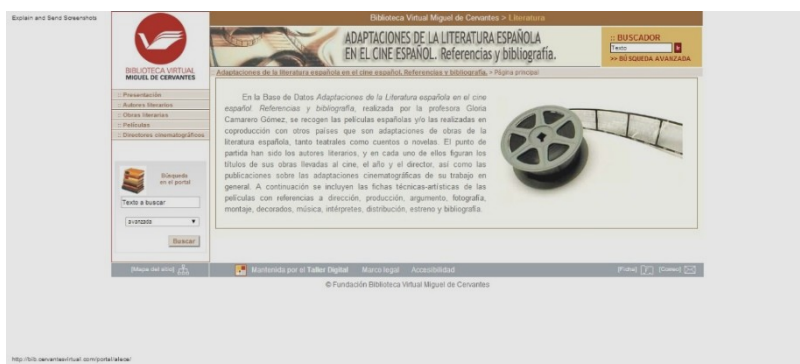 Explain and Send Screenshots
Biblioteca Virtual Miguel de Cervantes > Literatura
BIBLIOTECA VIRTUAL
MIGUEL DE CERVANTES
ADAPTACIONES DE LA LITERATURA ESPAÑOLA
EN EL CINE ESPAÑOL. Referencias y bibliografía.
:: BUSCADOR
Texto
>> BÚSQUEDA AVANZADA
:: Adaptaciones de la literatura española en el cine español. Referencias y bibliografía. > Página principal
:: Presentación
:: Autores literarios
:: Obras literarias
:: Películas
:: Directores cinematográficos
Búsqueda
en el portal
Texto a buscar
avanzado
Buscar
En la Base de Datos Adaptaciones de la Literatura española en el cine
español. Referencias y bibliografía, realizada por la profesora Gloria
Camarero Gómez, se recogen las películas españolas y/o las realizadas en
coproducción con otros países que son adaptaciones de obras de la
literatura española, tanto teatrales como cuentos o novelas. El punto de
partida han sido los autores literarios, y en cada uno de ellos figuran los
títulos de sus obras llevadas al cine, el año y el director, así como las
publicaciones sobre las adaptaciones cinematográficas de su trabajo en
general. A continuación se incluyen las fichas técnicas-artísticas de las
películas con referencias a dirección, producción, argumento, fotografía,
montaje, decorados, música, intérpretes, distribución, estreno y bibliografía.
[Mapa del sitio]
Mantenida por el Taller Digital Marco legal Accesibilidad
[Correo]
© Fundación Biblioteca Virtual Miguel de Cervantes